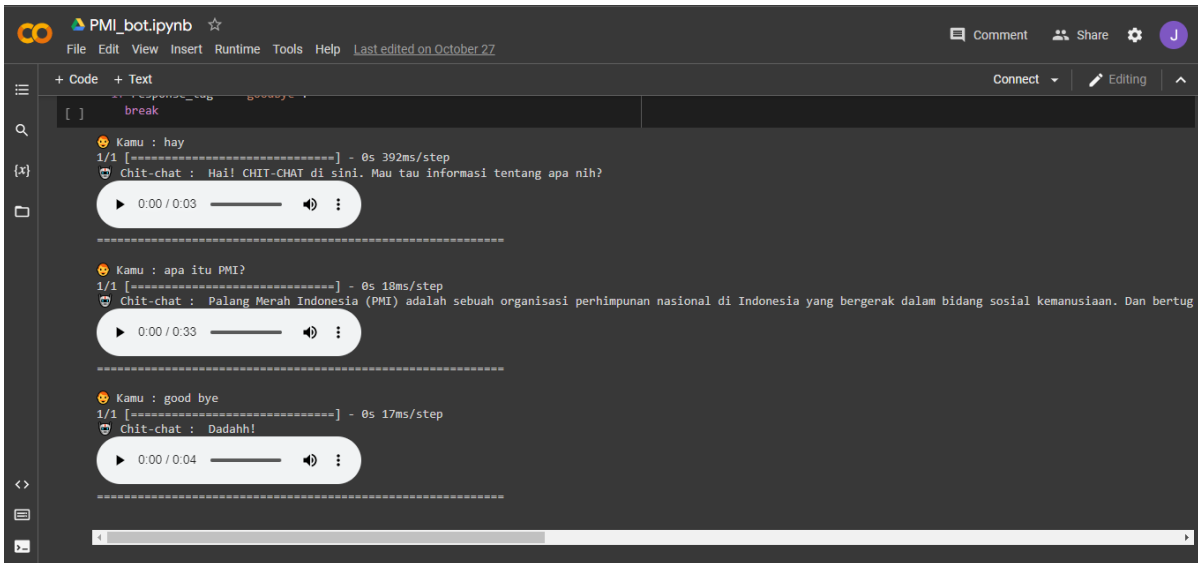 PMI_bot.ipynb
File Edit View Insert Runtime Tools Help Last edited on October 27
Comment Share J
+ Code + Text
Connect Editing
[ ] break
Kamu : hay
1/1 [==============================] - 0s 392ms/step
Chit-chat : Hai! CHIT-CHAT di sini. Mau tau informasi tentang apa nih?
0:00 / 0:03
============================================================
Kamu : apa itu PMI?
1/1 [==============================] - 0s 18ms/step
Chit-chat : Palang Merah Indonesia (PMI) adalah sebuah organisasi perhimpunan nasional di Indonesia yang bergerak dalam bidang sosial kemanusiaan. Dan bertug
0:00 / 0:33
============================================================
Kamu : good bye
1/1 [==============================] - 0s 17ms/step
Chit-chat : Dadahh!
0:00 / 0:04
============================================================
{x}